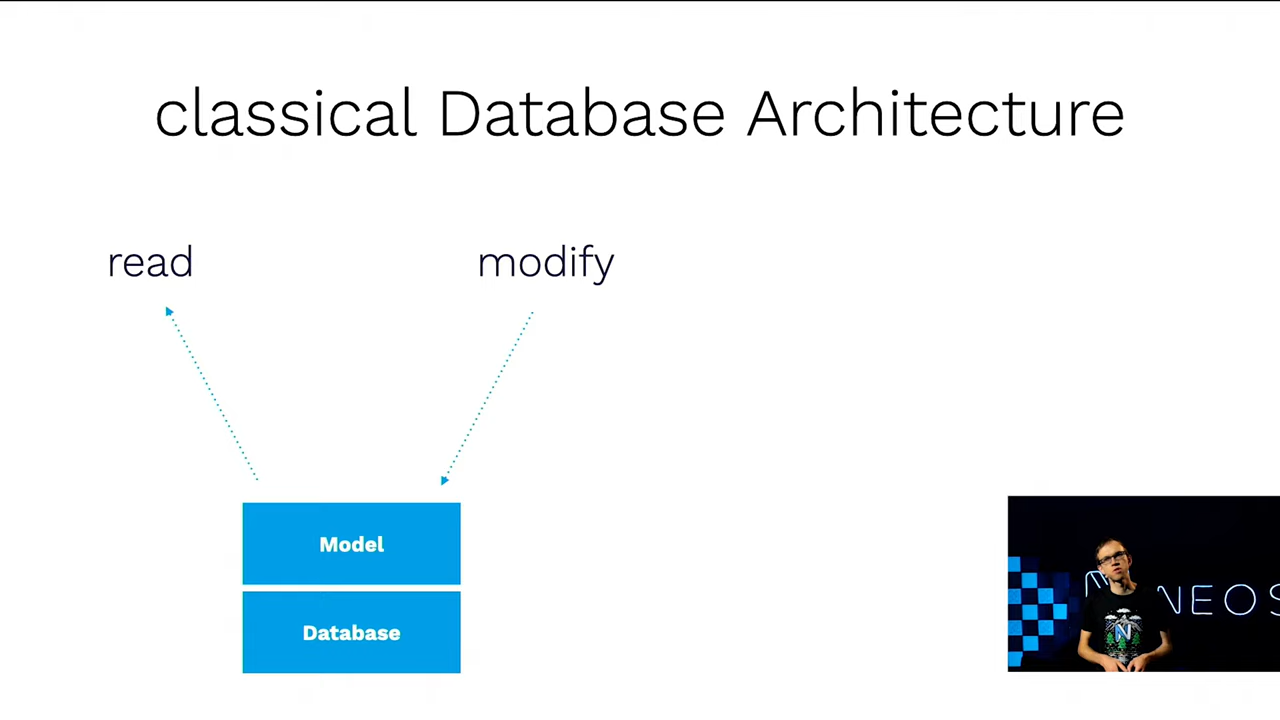 classical Database Architecture
read
modify
Model
Database
NEOS
N